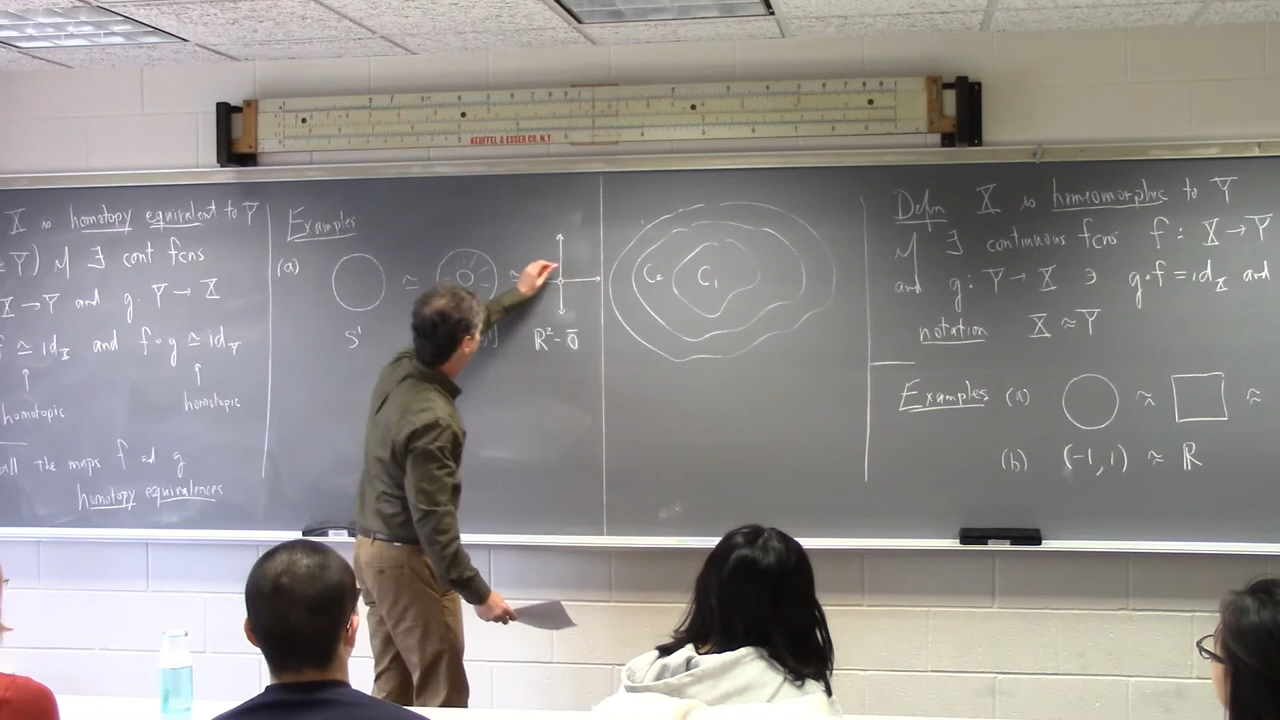 KEUFFEL & ESSER CO. N.Y.
X is homotopy equivalent to Y
Y) iff ∃ cont fcns
X → Y and g: Y → X
≃ id_X and f∘g ≃ id_Y
↑ ↑
homotopic homotopic
all the maps f and g
homotopy equivalences
Examples
(a) ≃ ≃
S¹ ℝ² - 0̄
C₂ C₁
Defn X is homeomorphic to Y
iff ∃ continuous fcns f: X → Y
and g: Y → X ∋ g∘f = id_X and
notation X ≈ Y
Examples (a) ≈ ≈
(b) (-1, 1) ≈ ℝ